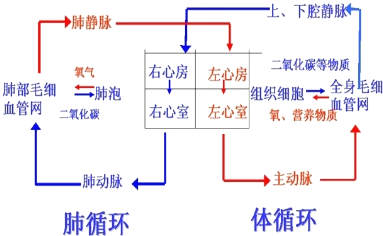 肺静脉
上、下腔静脉
右心房
左心房
右心室
左心室
肺部毛细
血管网
氧气
二氧化碳
肺泡
二氧化碳等物质
组织细胞
氧、营养物质
全身毛细
血管网
肺动脉
主动脉
肺循环
体循环